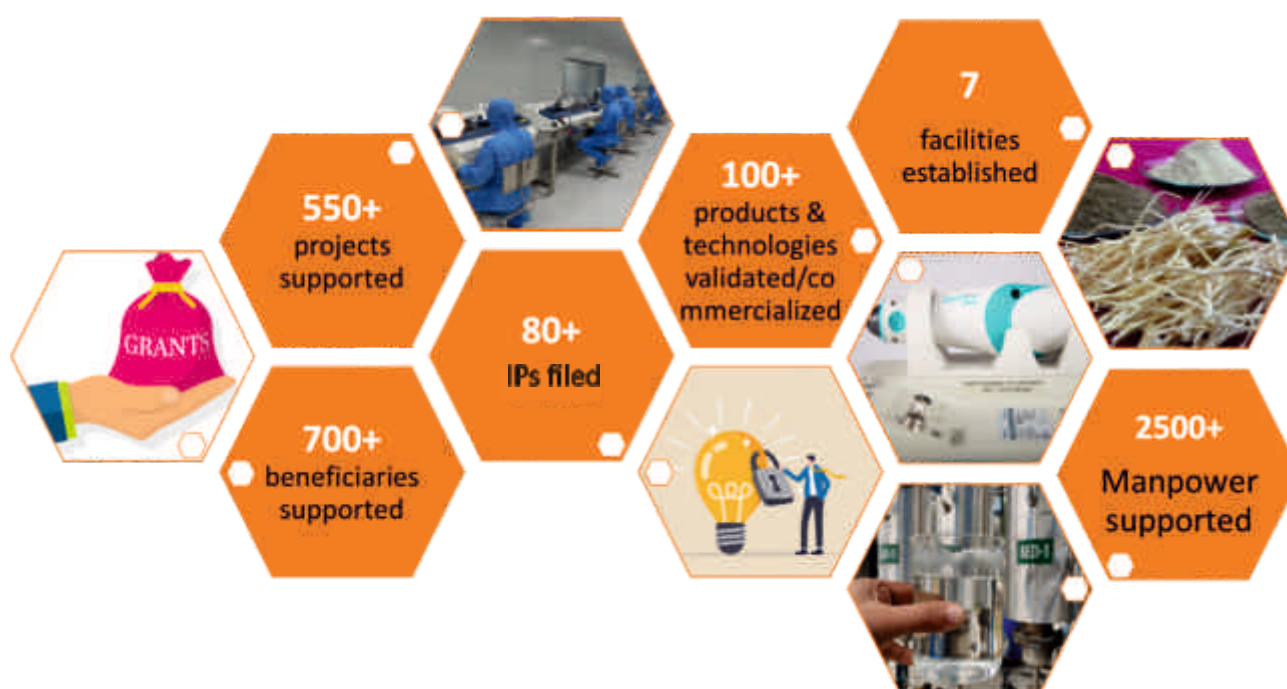 GRANTS
550+
projects
supported
700+
beneficiaries
supported
80+
IPs filed
100+
products &
technologies
validated/co
mmercialized
7
facilities
established
2500+
Manpower
supported